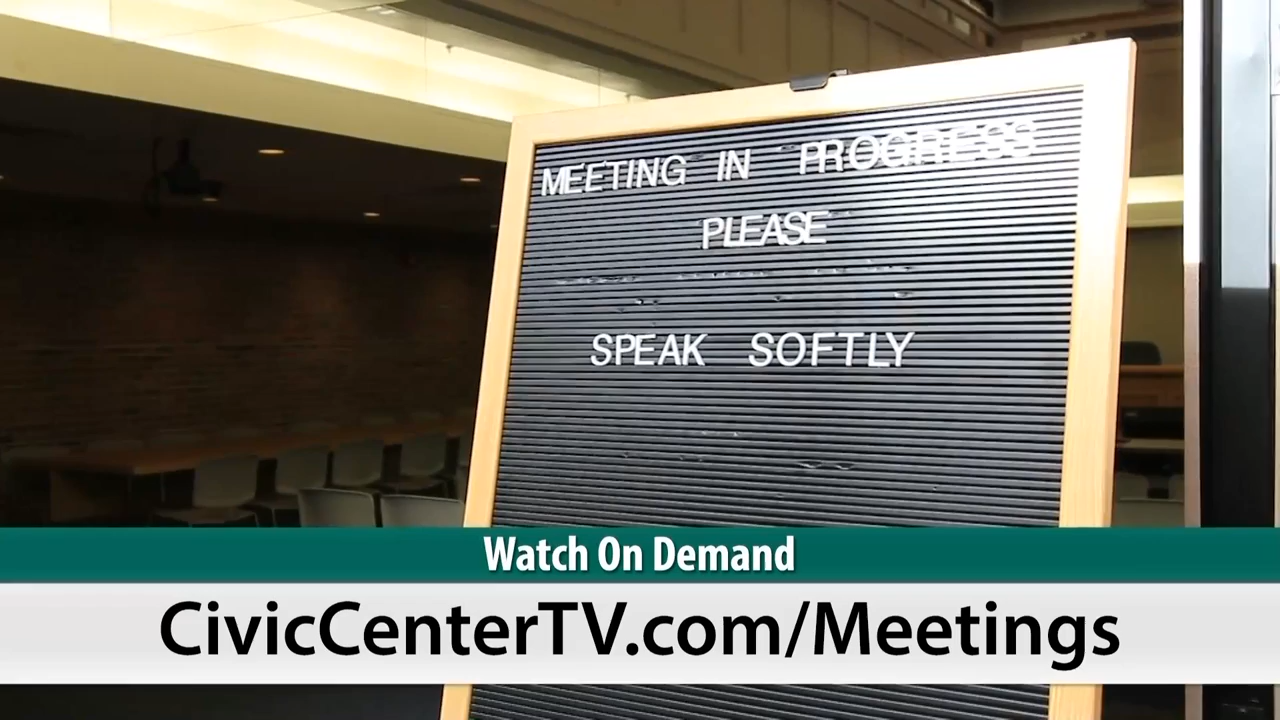 MEETING IN PROGRESS
PLEASE
SPEAK SOFTLY
Watch On Demand
CivicCenterTV.com/Meetings